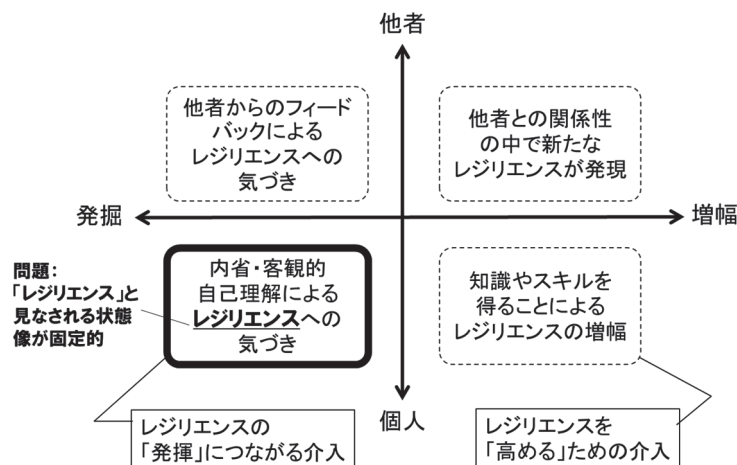 他者
他者からのフィード
バックによる
レジリエンスへの
気づき
他者との関係性
の中で新たな
レジリエンスが発現
発掘
増幅
問題:
「レジリエンス」と
見なされる状態
像が固定的
内省・客観的
自己理解による
レジリエンスへの
気づき
知識やスキルを
得ることによる
レジリエンスの増幅
個人
レジリエンスの
「発揮」につながる介入
レジリエンスを
「高める」ための介入